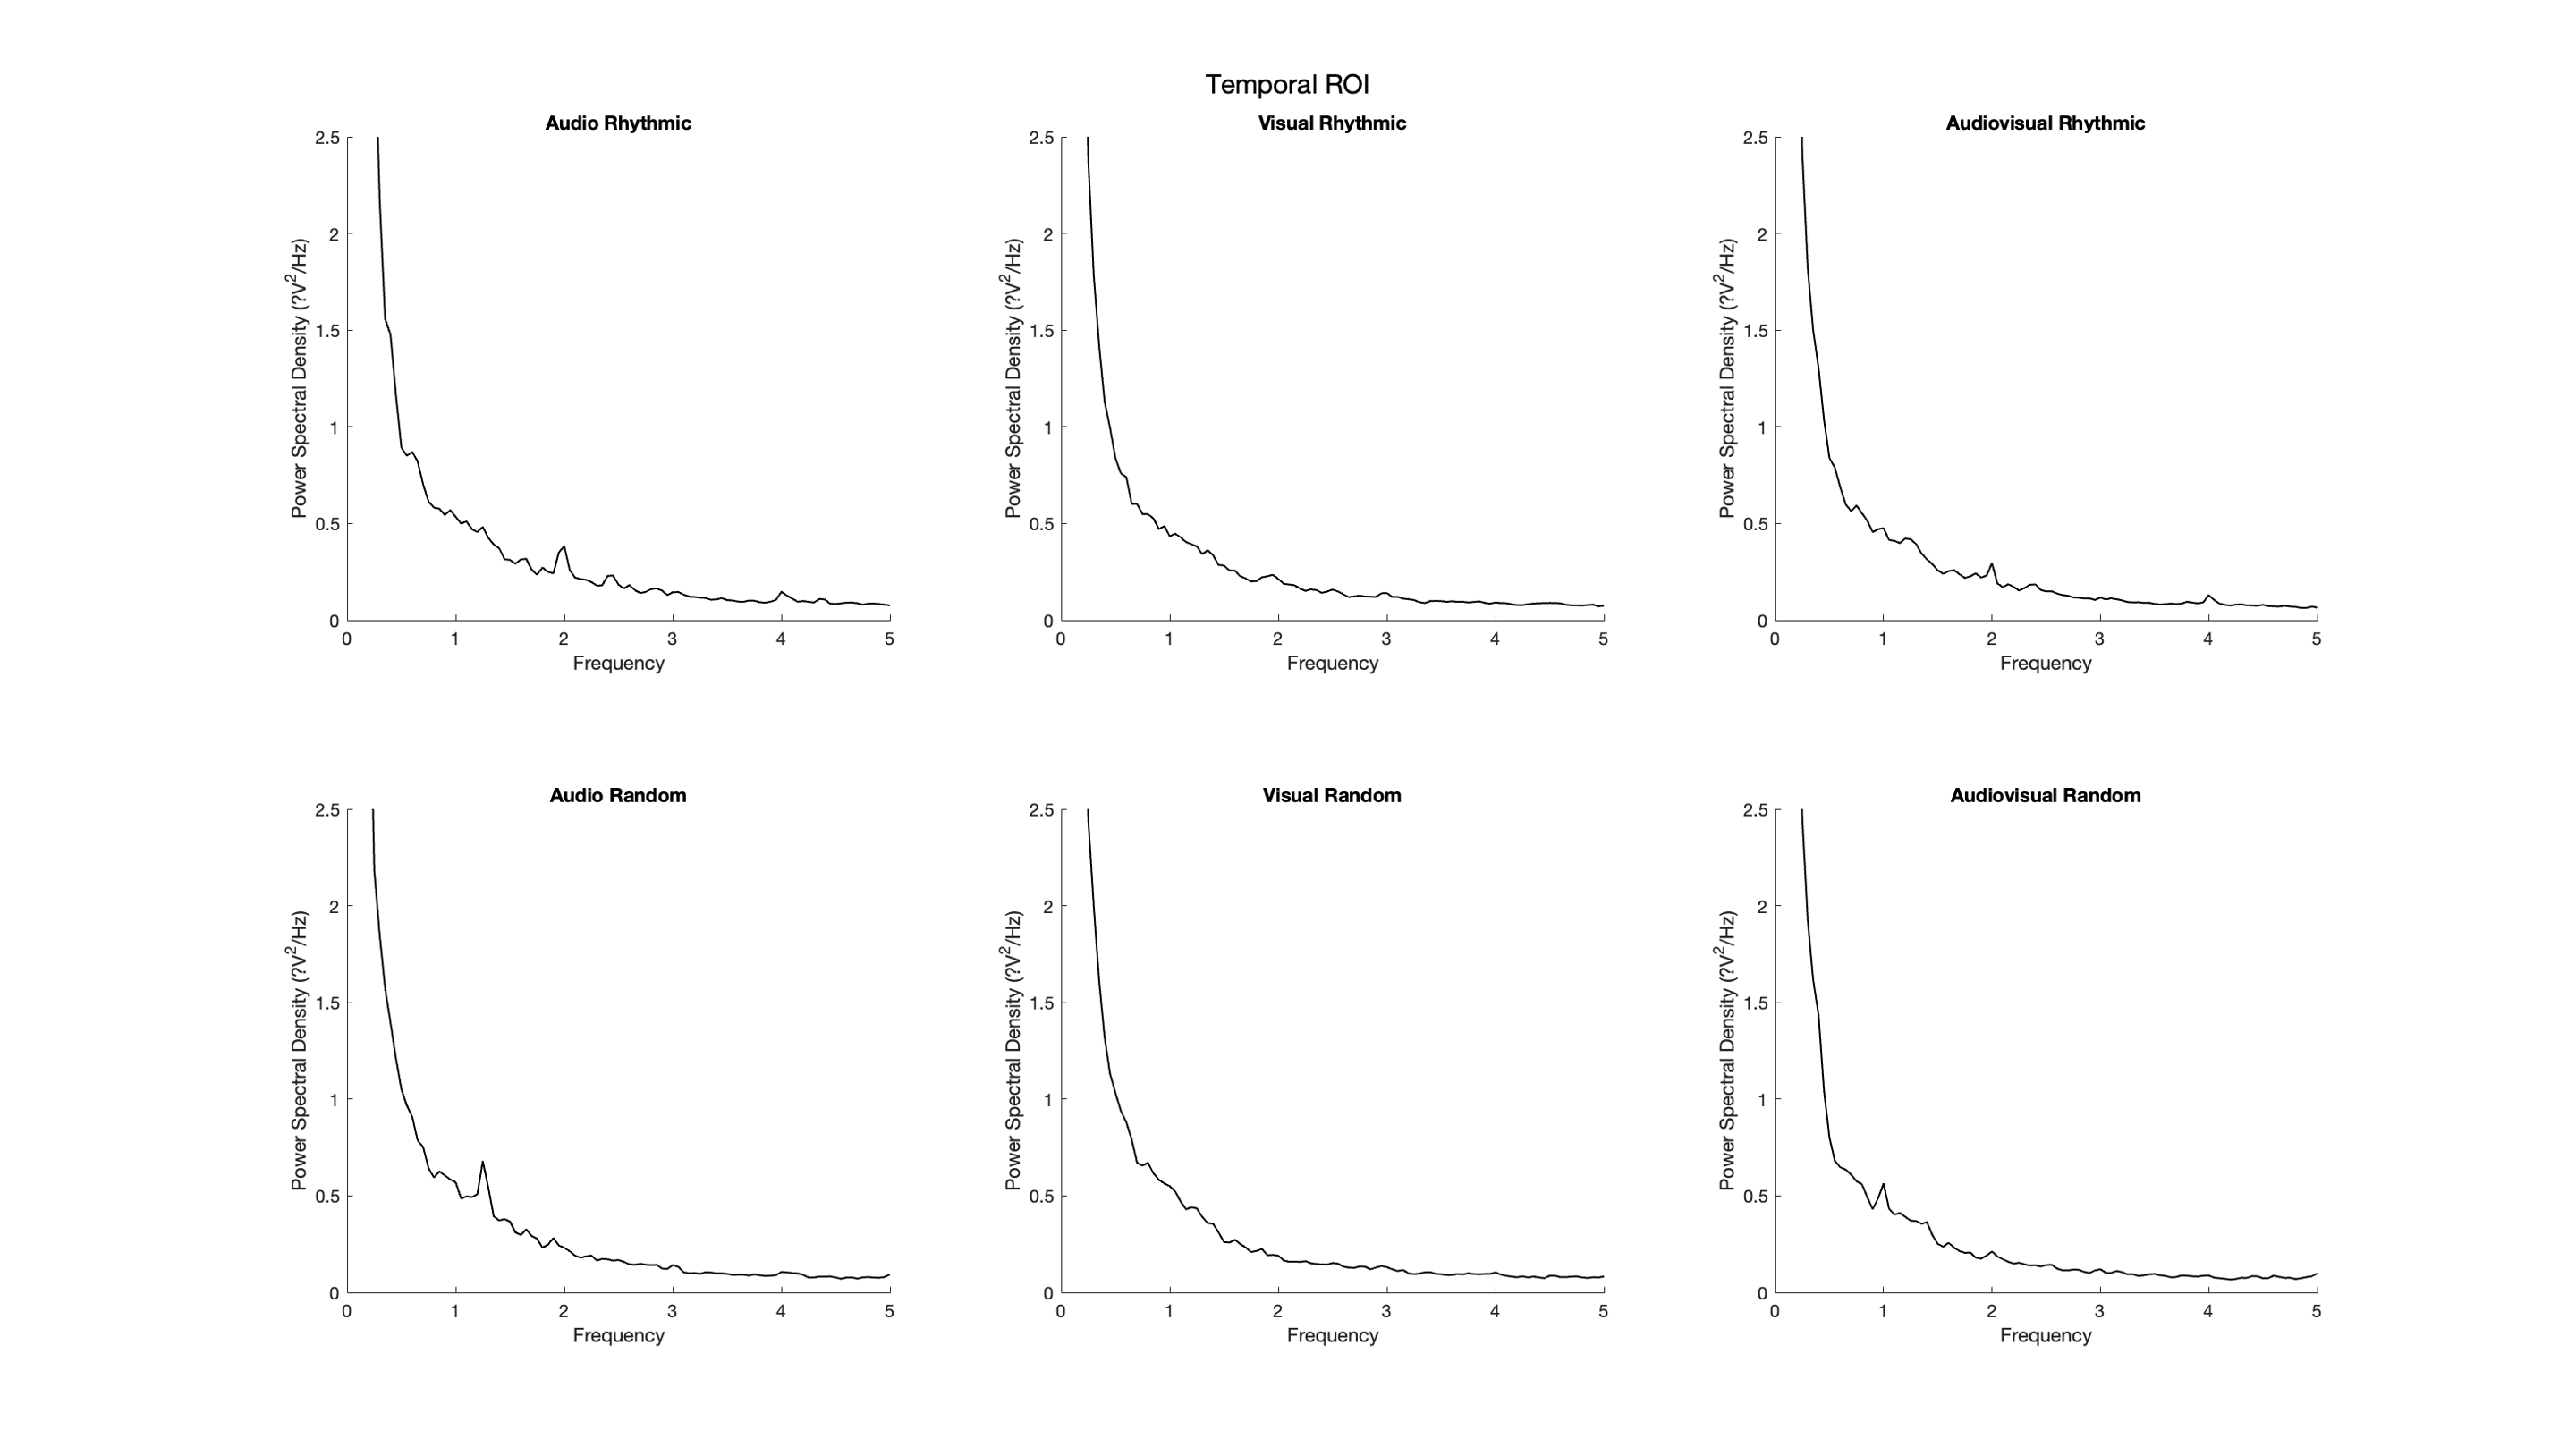 Temporal ROI
Audio Rhythmic
2.5
2
1.5
1
0.5
0
Power Spectral Density (?V²/Hz)
0 1 2 3 4 5
Frequency
Visual Rhythmic
2.5
2
1.5
1
0.5
0
Power Spectral Density (?V²/Hz)
0 1 2 3 4 5
Frequency
Audiovisual Rhythmic
2.5
2
1.5
1
0.5
0
Power Spectral Density (?V²/Hz)
0 1 2 3 4 5
Frequency
Audio Random
2.5
2
1.5
1
0.5
0
Power Spectral Density (?V²/Hz)
0 1 2 3 4 5
Frequency
Visual Random
2.5
2
1.5
1
0.5
0
Power Spectral Density (?V²/Hz)
0 1 2 3 4 5
Frequency
Audiovisual Random
2.5
2
1.5
1
0.5
0
Power Spectral Density (?V²/Hz)
0 1 2 3 4 5
Frequency